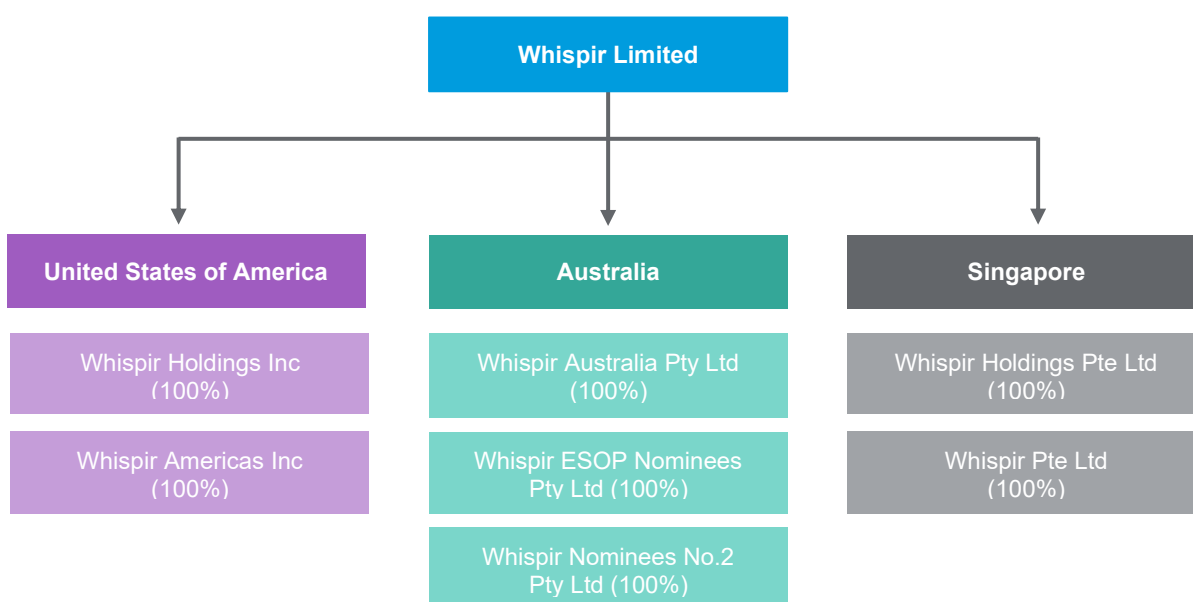 Whispir Limited
United States of America
Whispir Holdings Inc
(100%)
Whispir Americas Inc
(100%)
Australia
Whispir Australia Pty Ltd
(100%)
Whispir ESOP Nominees
Pty Ltd (100%)
Whispir Nominees No.2
Pty Ltd (100%)
Singapore
Whispir Holdings Pte Ltd
(100%)
Whispir Pte Ltd
(100%)